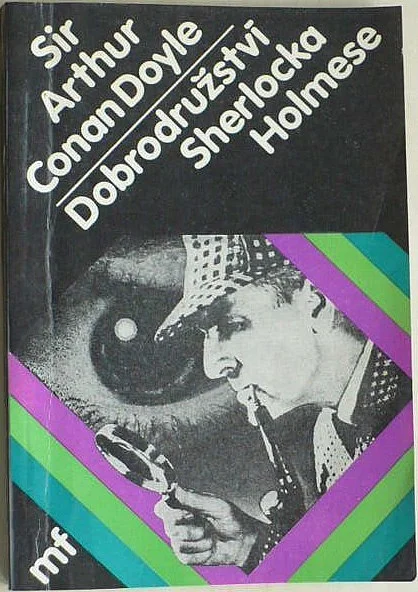 Sir
Arthur
Conan Doyle
Dobrodružství
Sherlocka
Holmese
mf